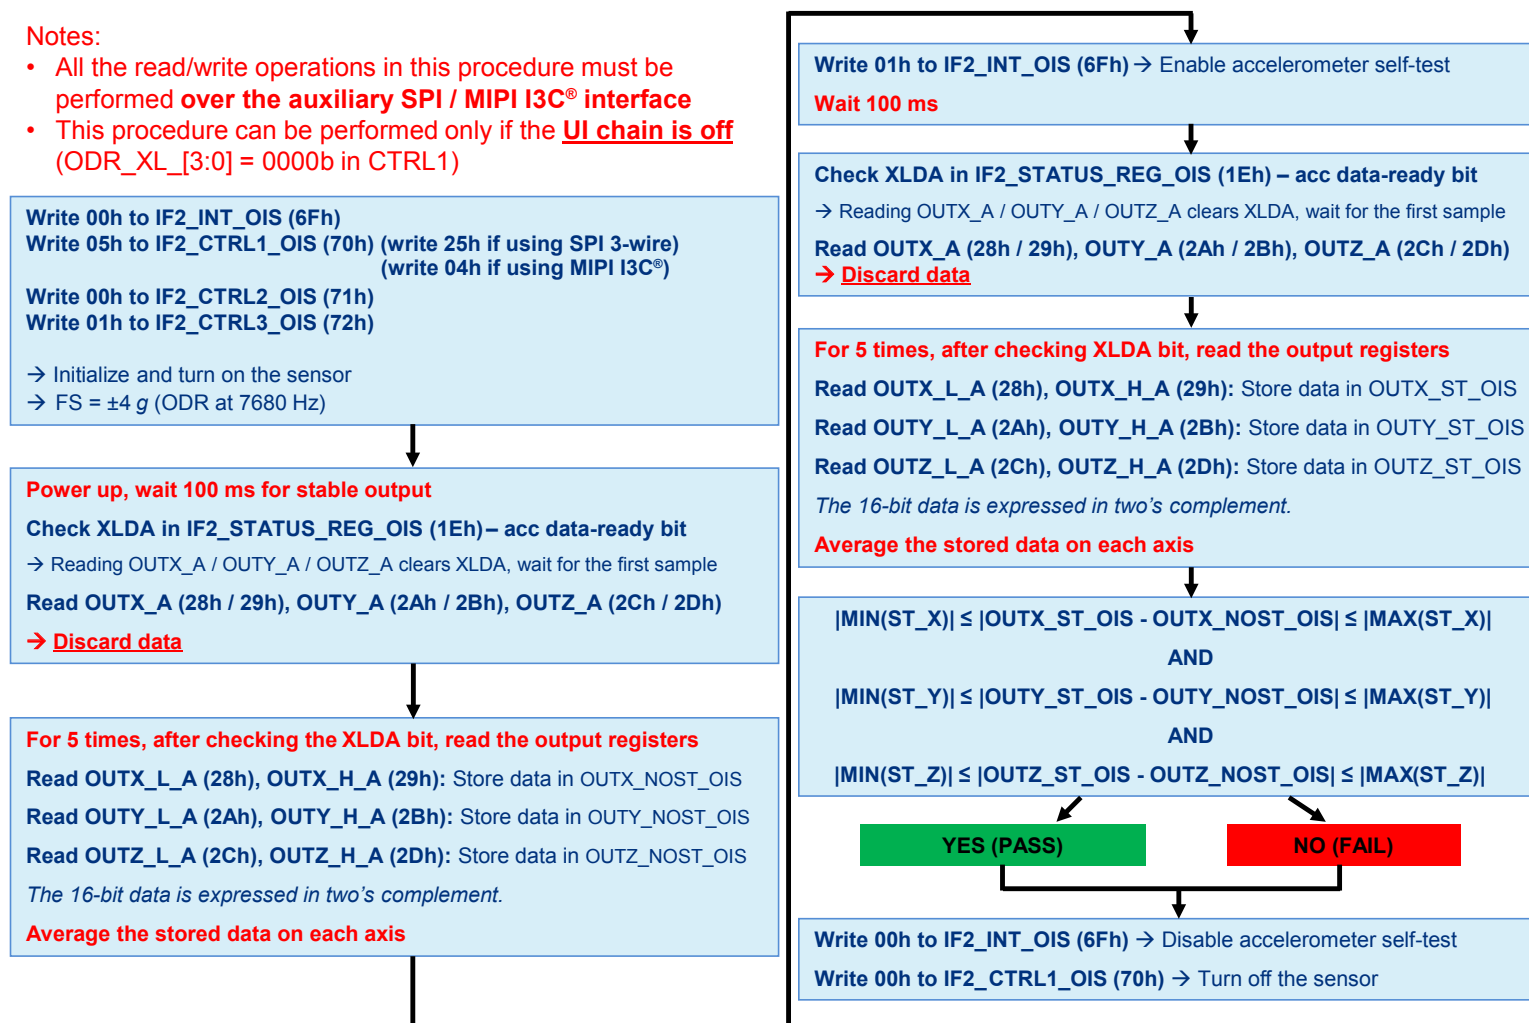 Notes:
• All the read/write operations in this procedure must be
performed over the auxiliary SPI / MIPI I3C® interface
• This procedure can be performed only if the UI chain is off
(ODR_XL_[3:0] = 0000b in CTRL1)
Write 00h to IF2_INT_OIS (6Fh)
Write 05h to IF2_CTRL1_OIS (70h) (write 25h if using SPI 3-wire)
(write 04h if using MIPI I3C®)
Write 00h to IF2_CTRL2_OIS (71h)
Write 01h to IF2_CTRL3_OIS (72h)
→ Initialize and turn on the sensor
→ FS = ±4 g (ODR at 7680 Hz)
Power up, wait 100 ms for stable output
Check XLDA in IF2_STATUS_REG_OIS (1Eh) – acc data-ready bit
→ Reading OUTX_A / OUTY_A / OUTZ_A clears XLDA, wait for the first sample
Read OUTX_A (28h / 29h), OUTY_A (2Ah / 2Bh), OUTZ_A (2Ch / 2Dh)
→ Discard data
For 5 times, after checking the XLDA bit, read the output registers
Read OUTX_L_A (28h), OUTX_H_A (29h): Store data in OUTX_NOST_OIS
Read OUTY_L_A (2Ah), OUTY_H_A (2Bh): Store data in OUTY_NOST_OIS
Read OUTZ_L_A (2Ch), OUTZ_H_A (2Dh): Store data in OUTZ_NOST_OIS
The 16-bit data is expressed in two's complement.
Average the stored data on each axis
Write 01h to IF2_INT_OIS (6Fh) → Enable accelerometer self-test
Wait 100 ms
Check XLDA in IF2_STATUS_REG_OIS (1Eh) – acc data-ready bit
→ Reading OUTX_A / OUTY_A / OUTZ_A clears XLDA, wait for the first sample
Read OUTX_A (28h / 29h), OUTY_A (2Ah / 2Bh), OUTZ_A (2Ch / 2Dh)
→ Discard data
For 5 times, after checking XLDA bit, read the output registers
Read OUTX_L_A (28h), OUTX_H_A (29h): Store data in OUTX_ST_OIS
Read OUTY_L_A (2Ah), OUTY_H_A (2Bh): Store data in OUTY_ST_OIS
Read OUTZ_L_A (2Ch), OUTZ_H_A (2Dh): Store data in OUTZ_ST_OIS
The 16-bit data is expressed in two's complement.
Average the stored data on each axis
|MIN(ST_X)| ≤ |OUTX_ST_OIS - OUTX_NOST_OIS| ≤ |MAX(ST_X)|
AND
|MIN(ST_Y)| ≤ |OUTY_ST_OIS - OUTY_NOST_OIS| ≤ |MAX(ST_Y)|
AND
|MIN(ST_Z)| ≤ |OUTZ_ST_OIS - OUTZ_NOST_OIS| ≤ |MAX(ST_Z)|
YES (PASS)
NO (FAIL)
Write 00h to IF2_INT_OIS (6Fh) → Disable accelerometer self-test
Write 00h to IF2_CTRL1_OIS (70h) → Turn off the sensor